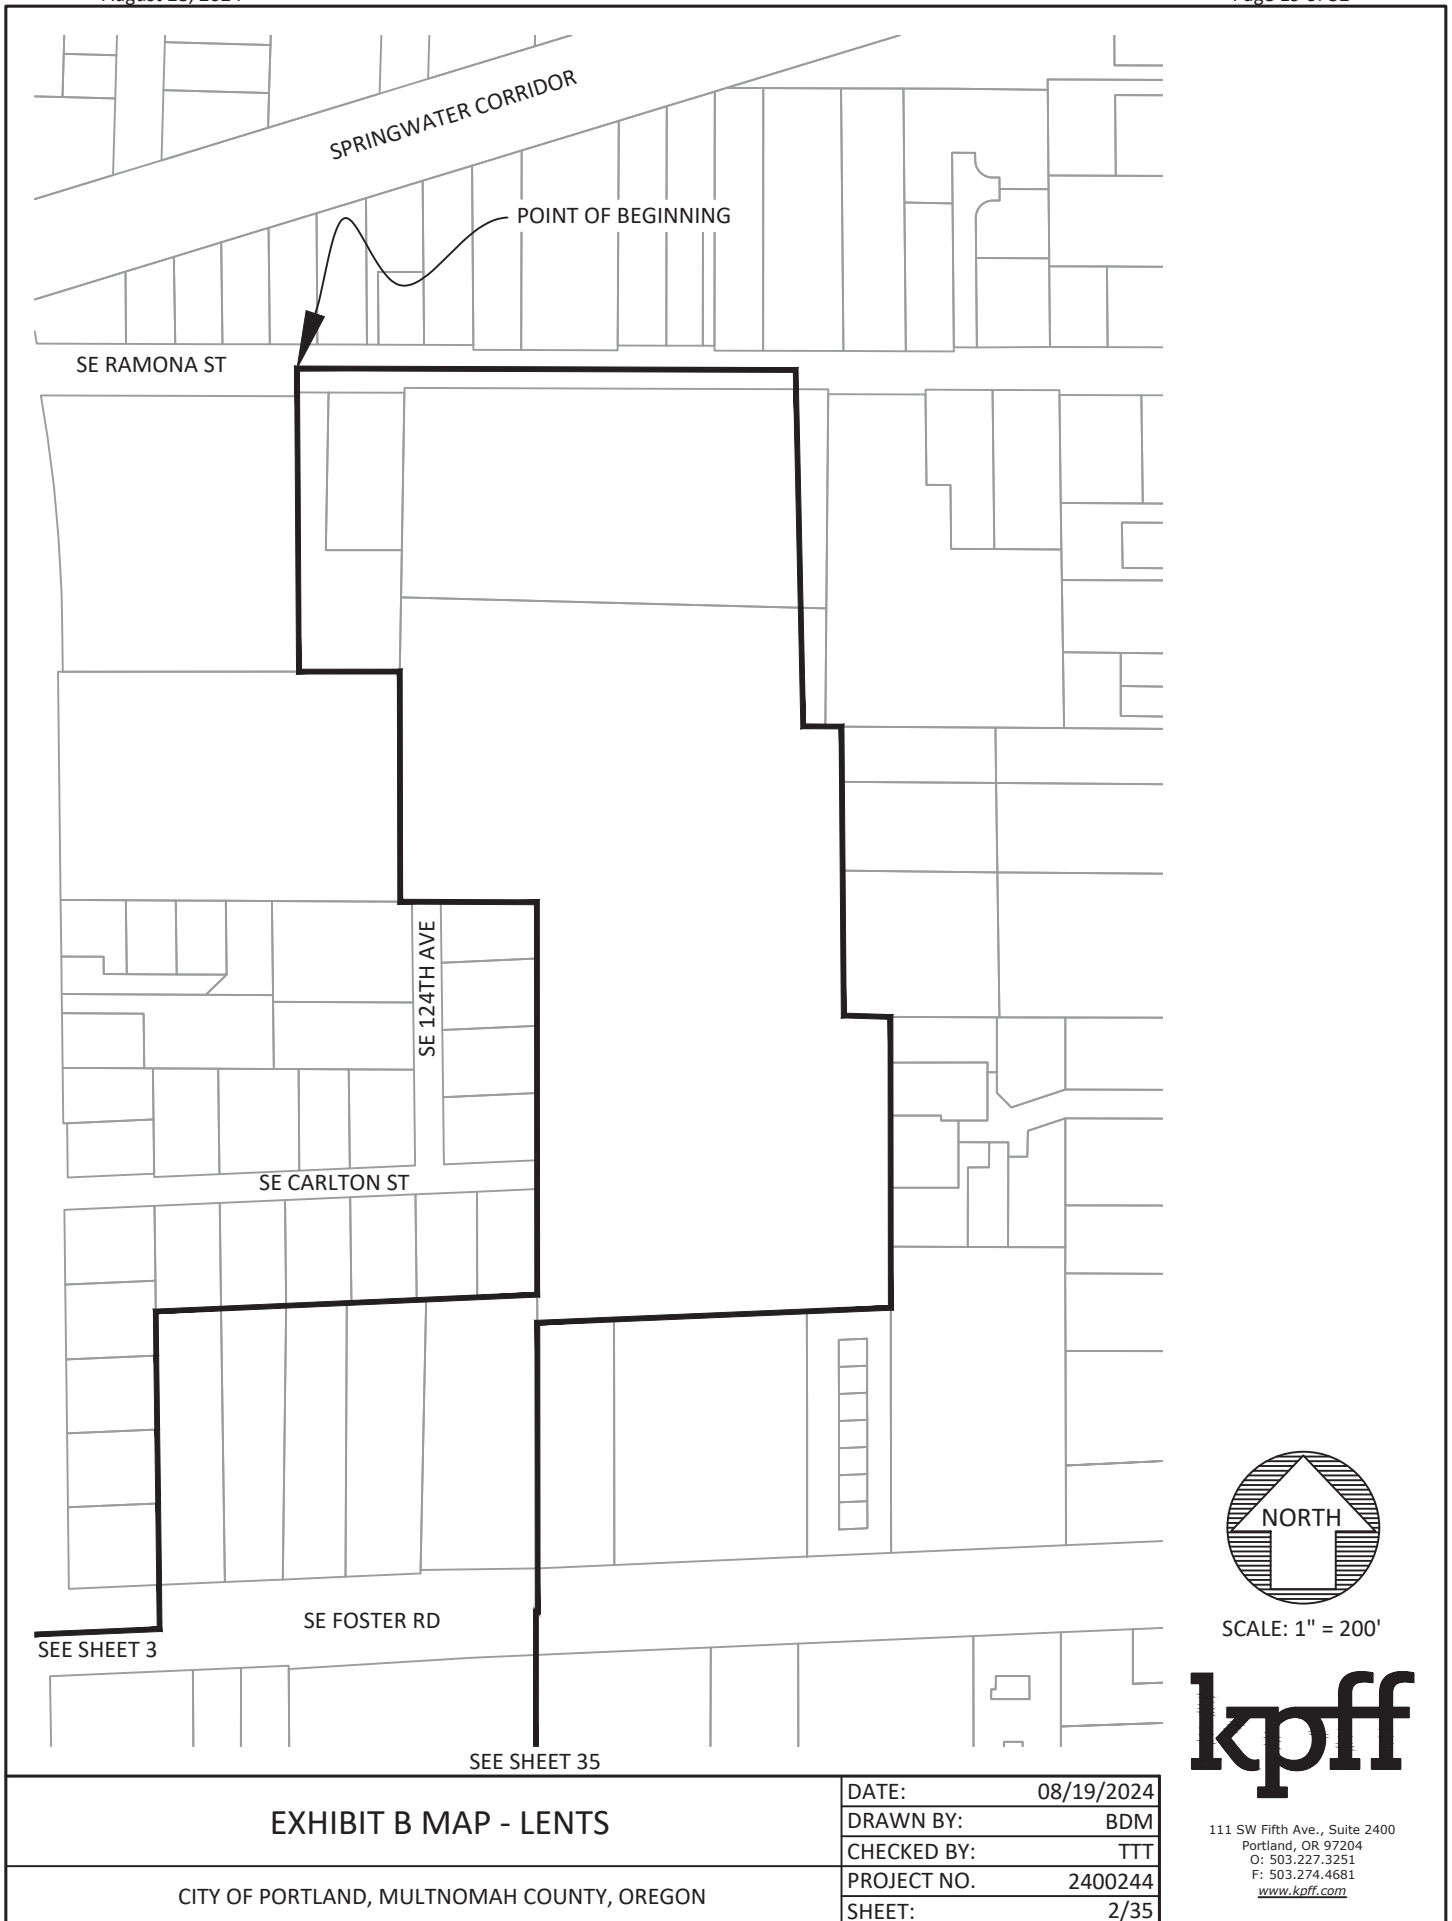 SPRINGWATER CORRIDOR
POINT OF BEGINNING
SE RAMONA ST
SE 124TH AVE
SE CARLTON ST
NORTH
SE FOSTER RD
SCALE: 1" = 200'
SEE SHEET 3
kpff
SEE SHEET 35
EXHIBIT B MAP - LENTS
CITY OF PORTLAND, MULTNOMAH COUNTY, OREGON
DATE: 08/19/2024
DRAWN BY: BDM
CHECKED BY: TTT
PROJECT NO. 2400244
SHEET: 2/35
111 SW Fifth Ave., Suite 2400
Portland, OR 97204
O: 503.227.3251
F: 503.274.4681
www.kpff.com